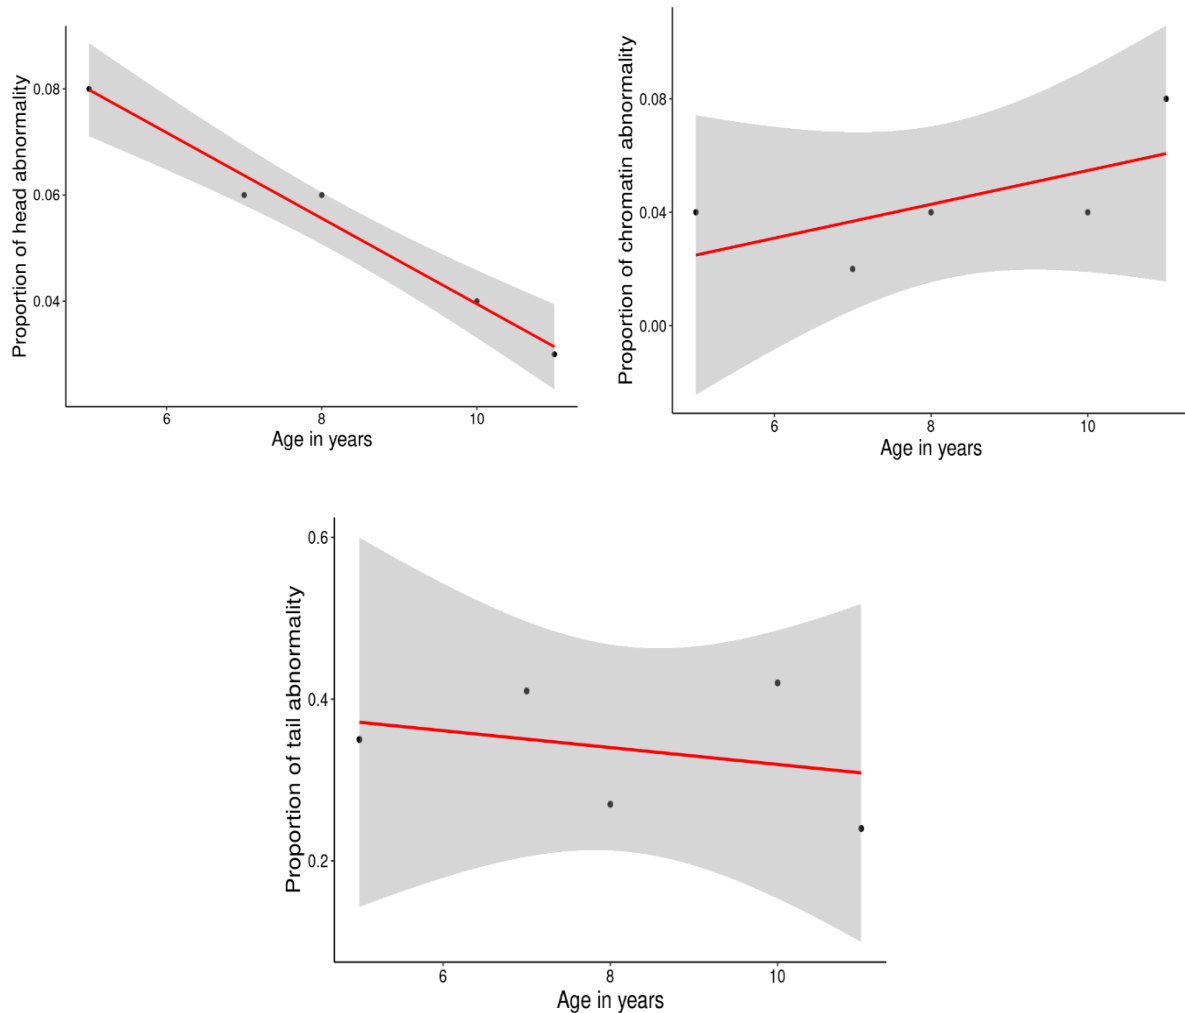 Proportion of head abnormality
0.08
0.06
0.04
6 8 10
Age in years
Proportion of chromatin abnormality
0.08
0.04
0.00
6 8 10
Age in years
Proportion of tail abnormality
0.6
0.4
0.2
6 8 10
Age in years